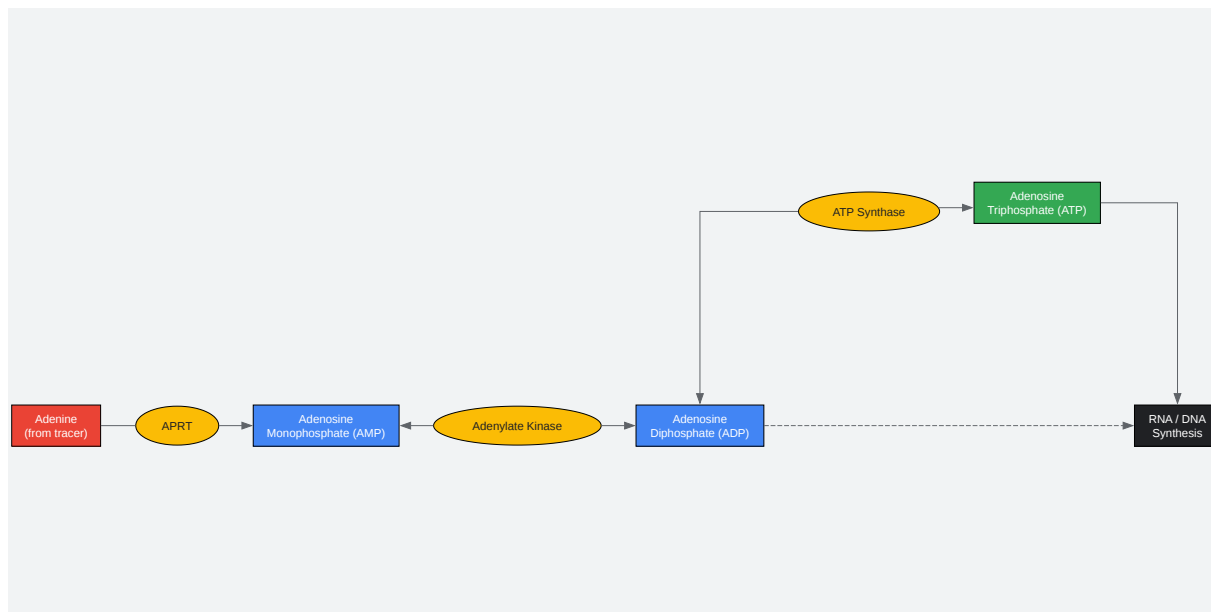 Adenosine
Triphosphate (ATP)
ATP Synthase
Adenine
(from tracer)
APRT
Adenosine
Monophosphate (AMP)
Adenylate Kinase
Adenosine
Diphosphate (ADP)
RNA / DNA
Synthesis